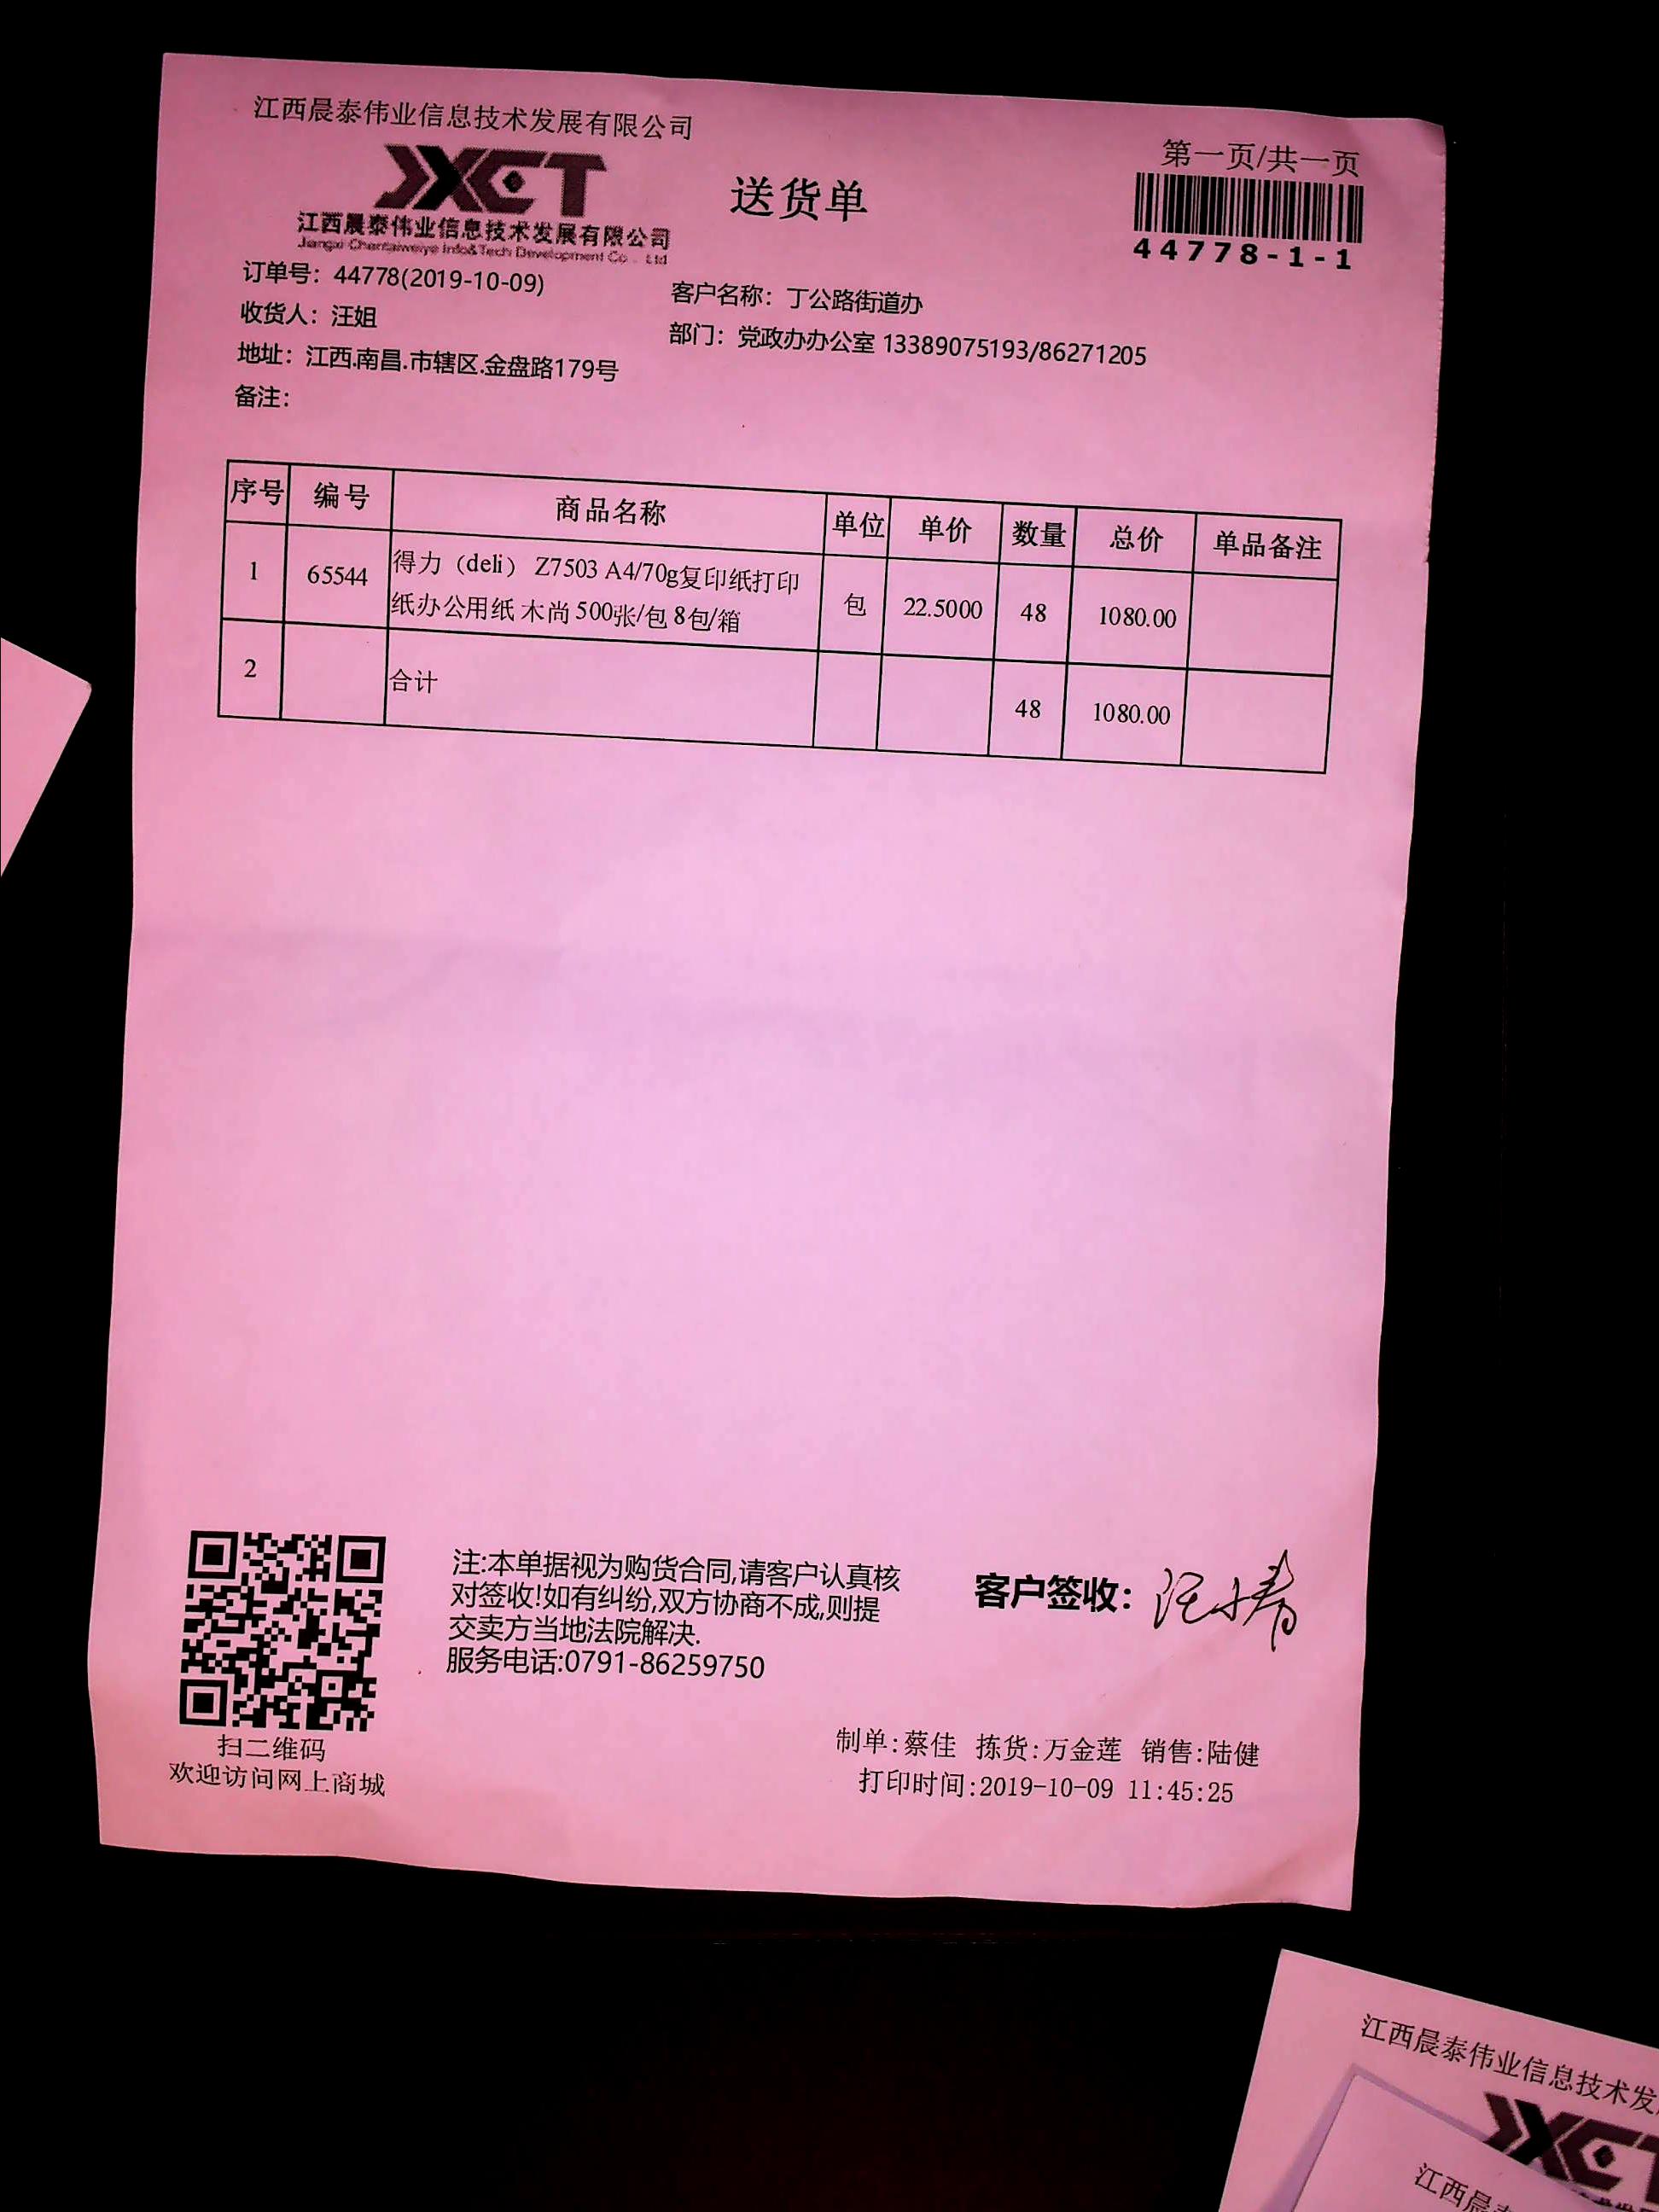 江西晨泰伟业信息技术发展有限公司
第一页/共一页
JXCT
送货单
江西晨泰伟业信息技术发展有限公司
Jiangxi Chentaiweiye Info&Tech Development Co．Ltd
44778-1-1
订单号：44778(2019-10-09)
客户名称：丁公路街道办
收货人：汪姐
部门：党政办办公室 13389075193/86271205
地址：江西.南昌.市辖区.金盘路179号
备注：
序号 编号 商品名称 单位 单价 数量 总价 单品备注
1 65544 得力（deli） Z7503 A4/70g复印纸打印
纸办公用纸 木尚 500张/包 8包/箱 包 22.5000 48 1080.00
2 合计 48 1080.00
注:本单据视为购货合同,请客户认真核
对签收!如有纠纷,双方协商不成,则提
交卖方当地法院解决.
服务电话:0791-86259750
客户签收：汪
扫二维码
欢迎访问网上商城
制单:蔡佳 拣货:万金莲 销售:陆健
打印时间:2019-10-09 11:45:25
江西晨泰伟业信息技术发
江西晨